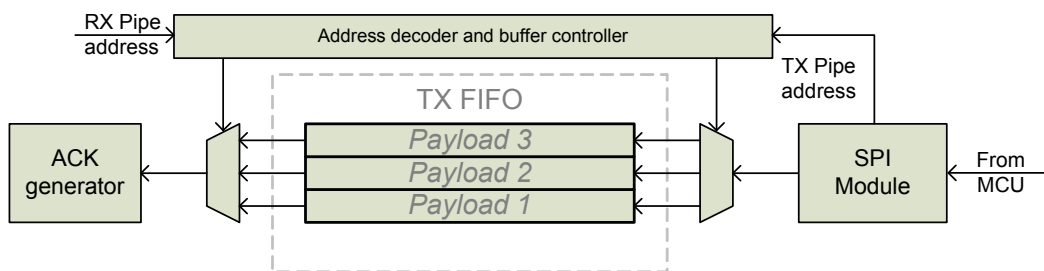 RX Pipe
address
Address decoder and buffer controller
TX Pipe
address
TX FIFO
Payload 3
Payload 2
Payload 1
ACK
generator
SPI
Module
From
MCU